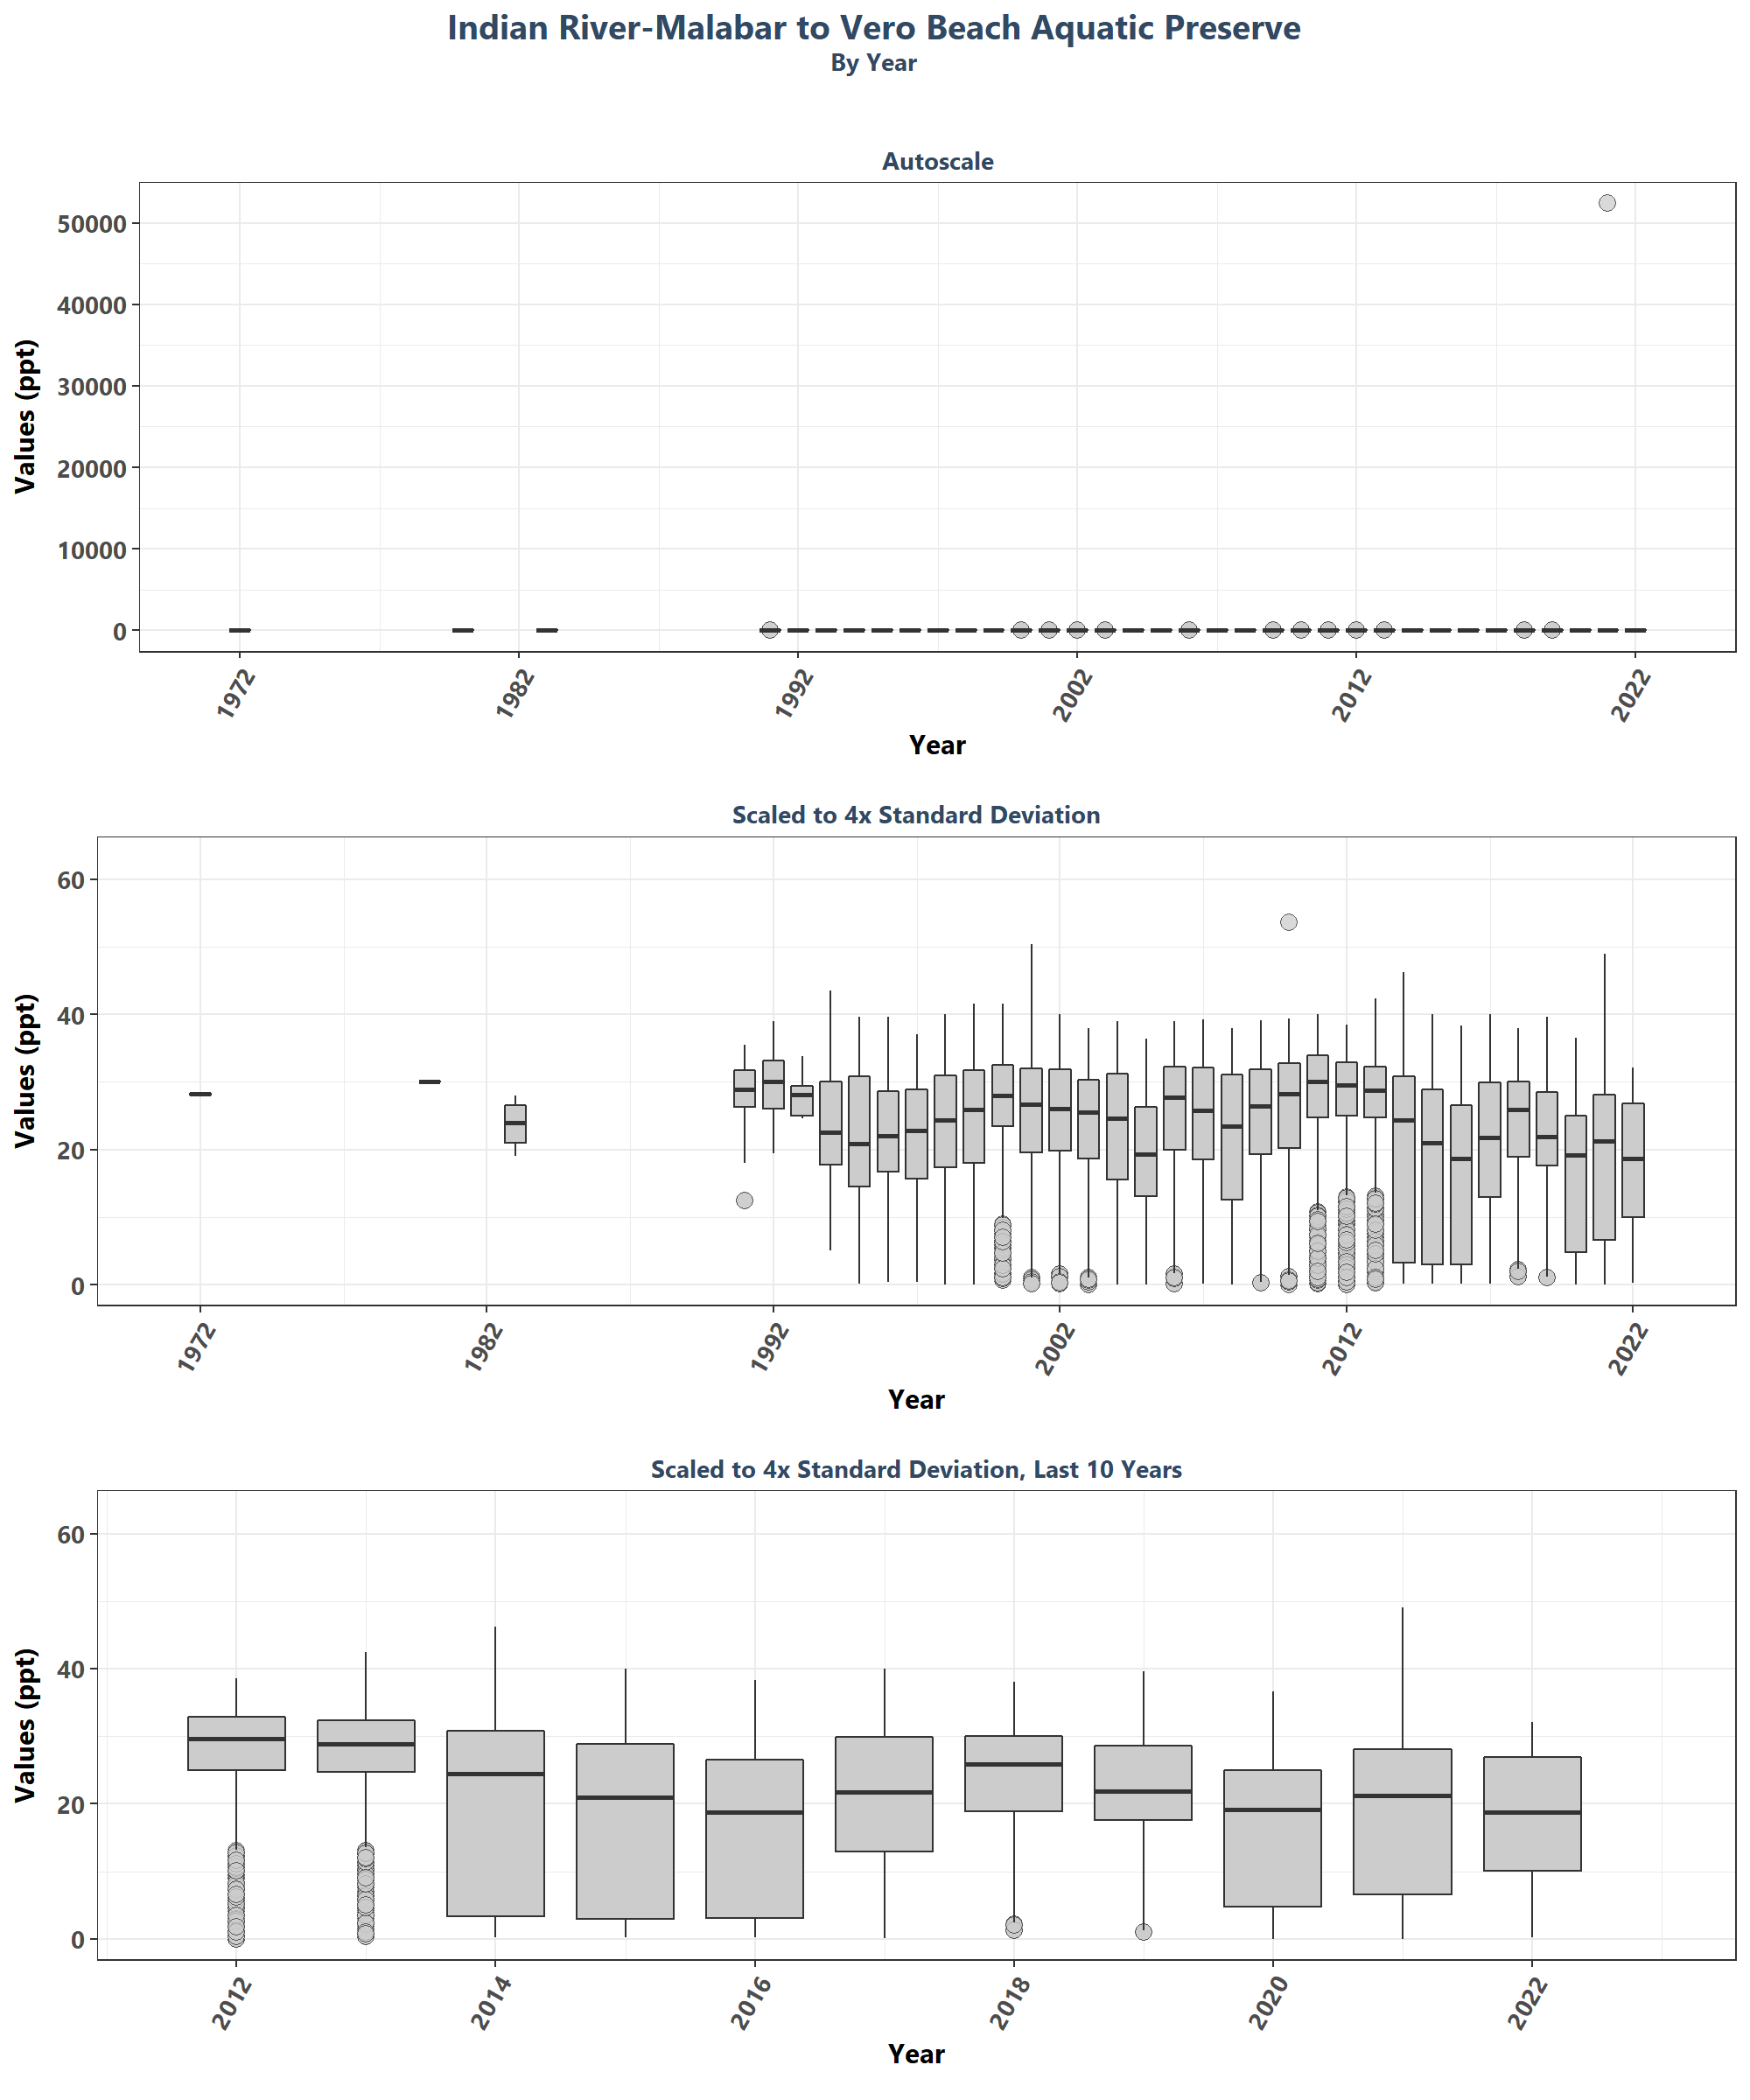 Indian River-Malabar to Vero Beach Aquatic Preserve
By Year
Autoscale
Values (ppt)
50000
40000
30000
20000
10000
0
1972
1982
1992
2002
2012
2022
Year
Scaled to 4x Standard Deviation
Values (ppt)
60
40
20
0
1972
1982
1992
2002
2012
2022
Year
Scaled to 4x Standard Deviation, Last 10 Years
Values (ppt)
60
40
20
0
2012
2014
2016
2018
2020
2022
Year